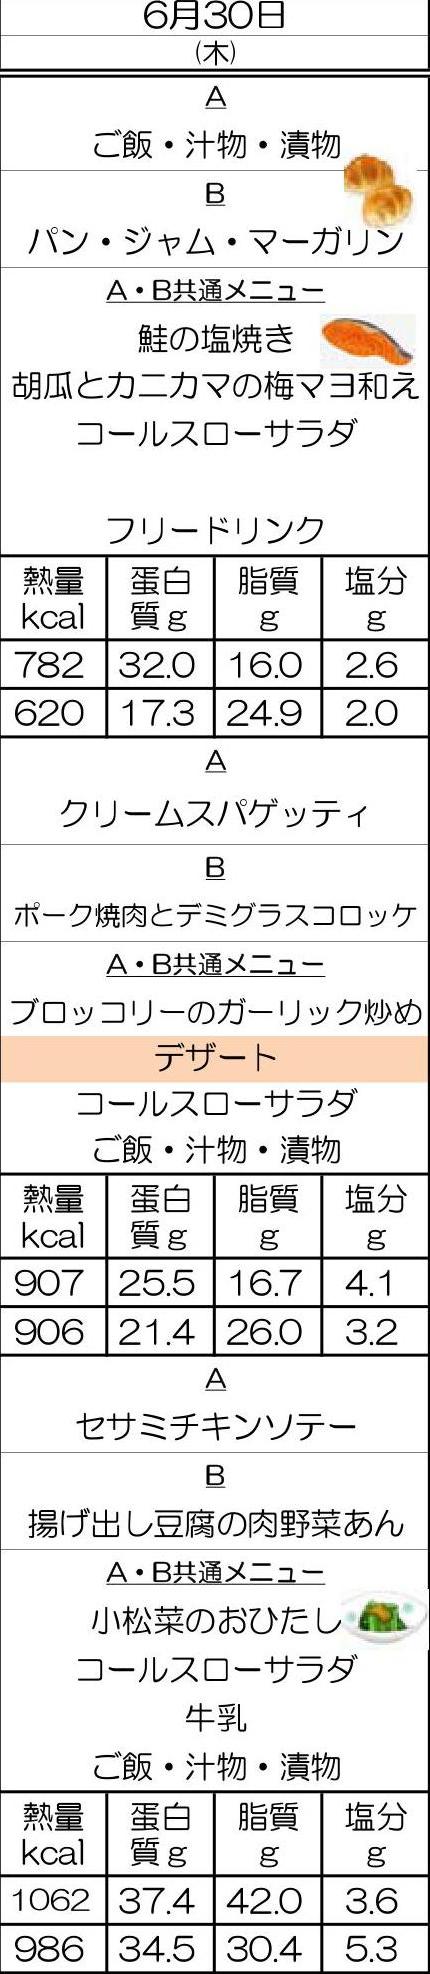 6月30日
(木)
A
ご飯・汁物・漬物
B
パン・ジャム・マーガリン
A・B共通メニュー
鮭の塩焼き
胡瓜とカニカマの梅マヨ和え
コールスローサラダ
フリードリンク
熱量 蛋白 脂質 塩分
kcal 質g g g
782 32.0 16.0 2.6
620 17.3 24.9 2.0
A
クリームスパゲッティ
B
ポーク焼肉とデミグラスコロッケ
A・B共通メニュー
ブロッコリーのガーリック炒め
デザート
コールスローサラダ
ご飯・汁物・漬物
熱量 蛋白 脂質 塩分
kcal 質g g g
907 25.5 16.7 4.1
906 21.4 26.0 3.2
A
セサミチキンソテー
B
揚げ出し豆腐の肉野菜あん
A・B共通メニュー
小松菜のおひたし
コールスローサラダ
牛乳
ご飯・汁物・漬物
熱量 蛋白 脂質 塩分
kcal 質g g g
1062 37.4 42.0 3.6
986 34.5 30.4 5.3